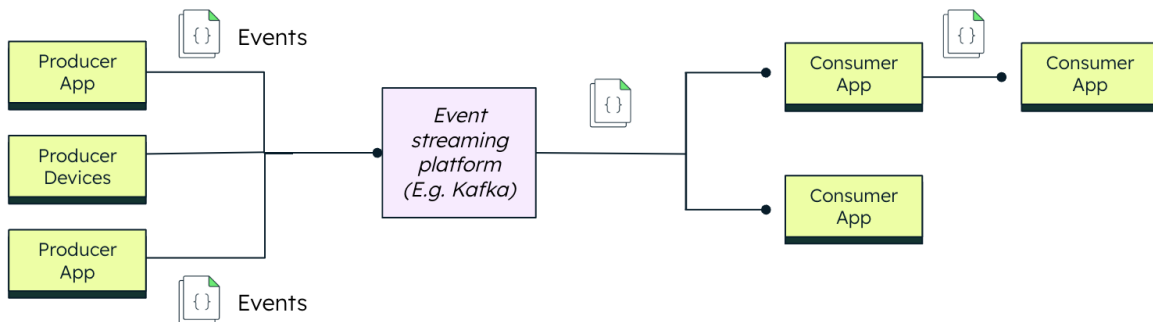 Events
Producer
App
Producer
Devices
Producer
App
Events
Event
streaming
platform
(E.g. Kafka)
{ }
{ }
{ }
Consumer
App
{ }
Consumer
App
Consumer
App